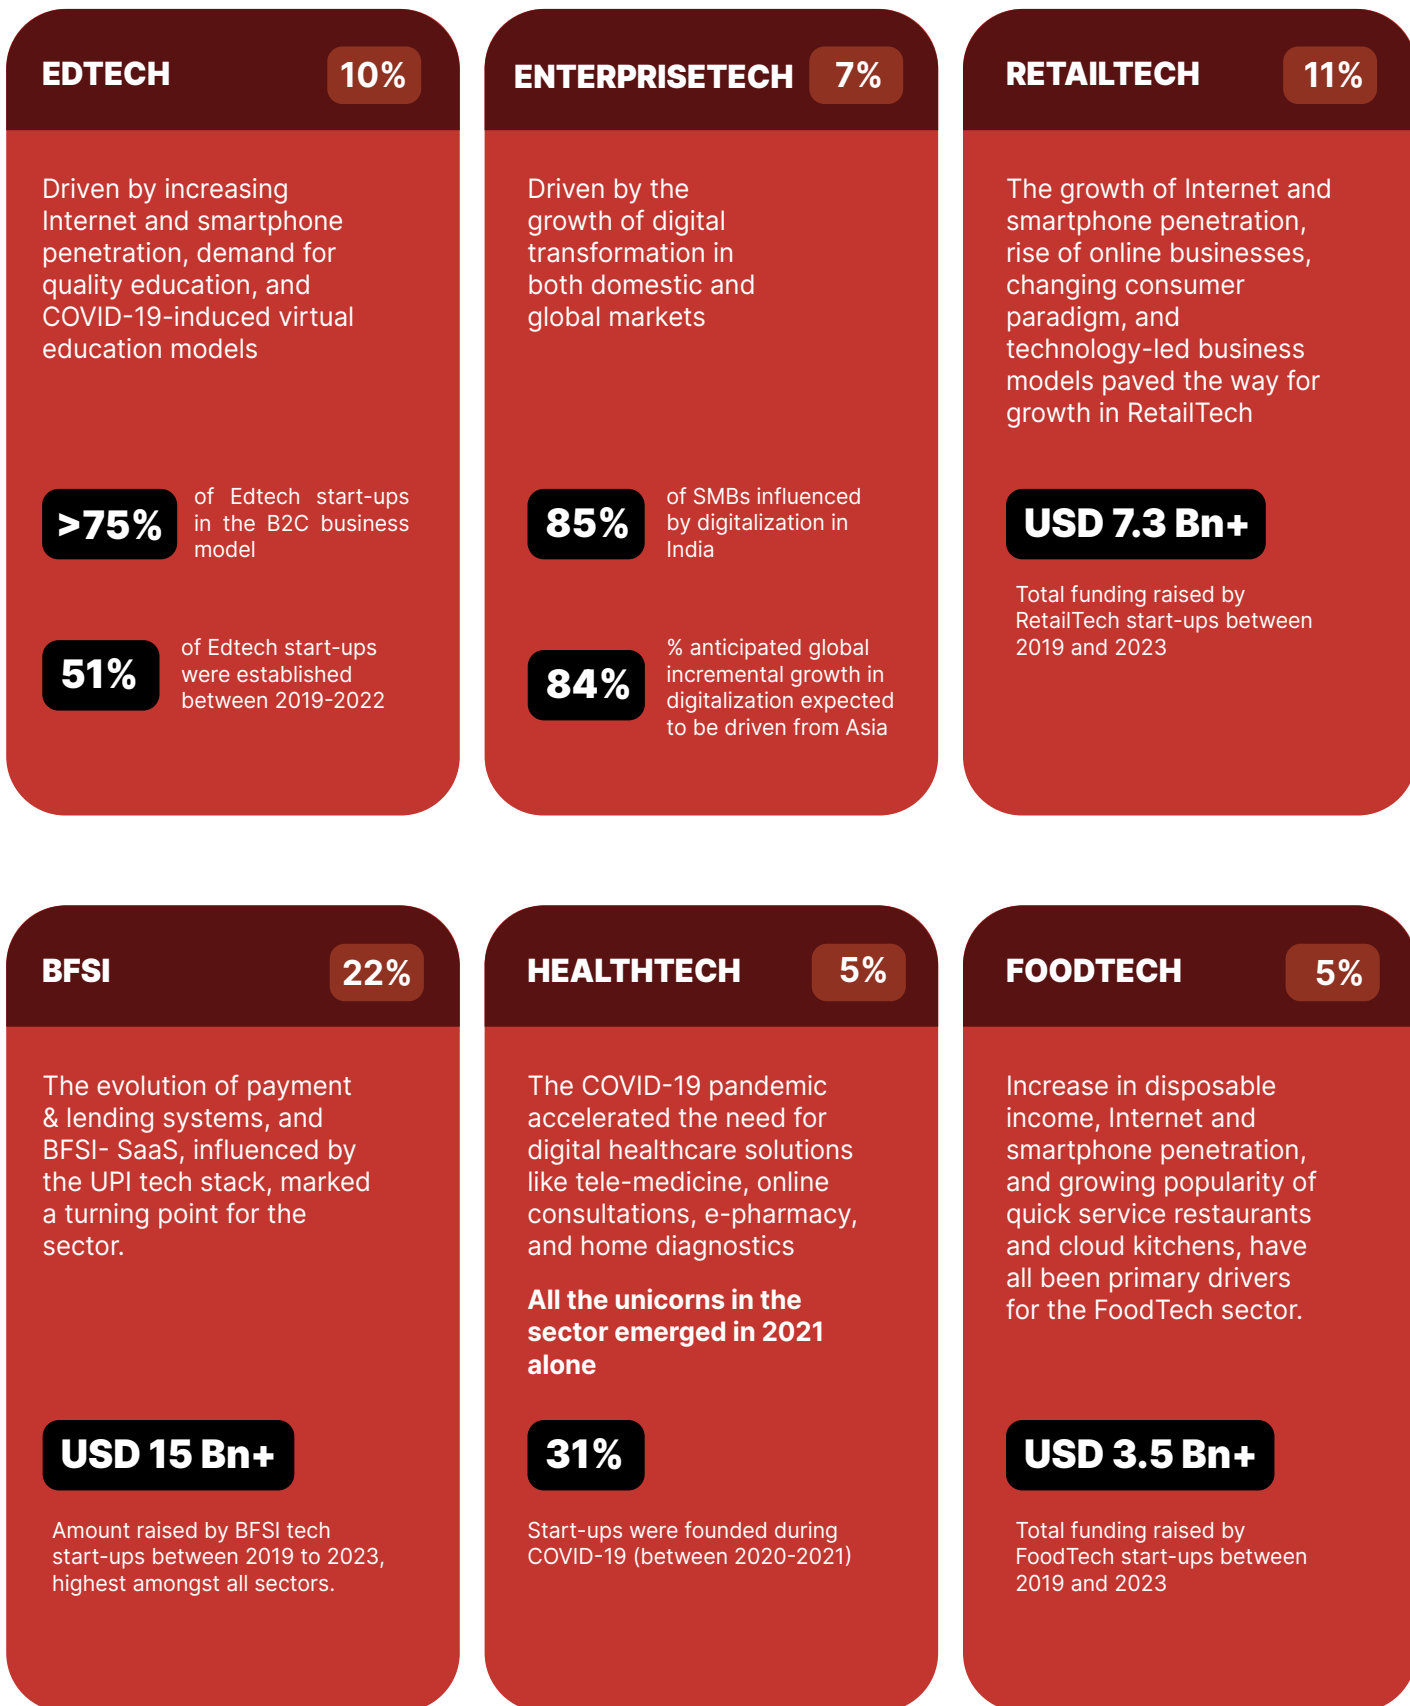 EDTECH
10%
Driven by increasing
Internet and smartphone
penetration, demand for
quality education, and
COVID-19-induced virtual
education models
>75%
of Edtech start-ups
in the B2C business
model
51%
of Edtech start-ups
were established
between 2019-2022
ENTERPRISETECH
7%
Driven by the
growth of digital
transformation in
both domestic and
global markets
85%
of SMBs influenced
by digitalization in
India
84%
% anticipated global
incremental growth in
digitalization expected
to be driven from Asia
RETAILTECH
11%
The growth of Internet and
smartphone penetration,
rise of online businesses,
changing consumer
paradigm, and
technology-led business
models paved the way for
growth in RetailTech
USD 7.3 Bn+
Total funding raised by
RetailTech start-ups between
2019 and 2023
BFSI
22%
The evolution of payment
& lending systems, and
BFSI- SaaS, influenced by
the UPI tech stack, marked
a turning point for the
sector.
USD 15 Bn+
Amount raised by BFSI tech
start-ups between 2019 to 2023,
highest amongst all sectors.
HEALTHTECH
5%
The COVID-19 pandemic
accelerated the need for
digital healthcare solutions
like tele-medicine, online
consultations, e-pharmacy,
and home diagnostics
All the unicorns in the
sector emerged in 2021
alone
31%
Start-ups were founded during
COVID-19 (between 2020-2021)
FOODTECH
5%
Increase in disposable
income, Internet and
smartphone penetration,
and growing popularity of
quick service restaurants
and cloud kitchens, have
all been primary drivers
for the FoodTech sector.
USD 3.5 Bn+
Total funding raised by
FoodTech start-ups between
2019 and 2023